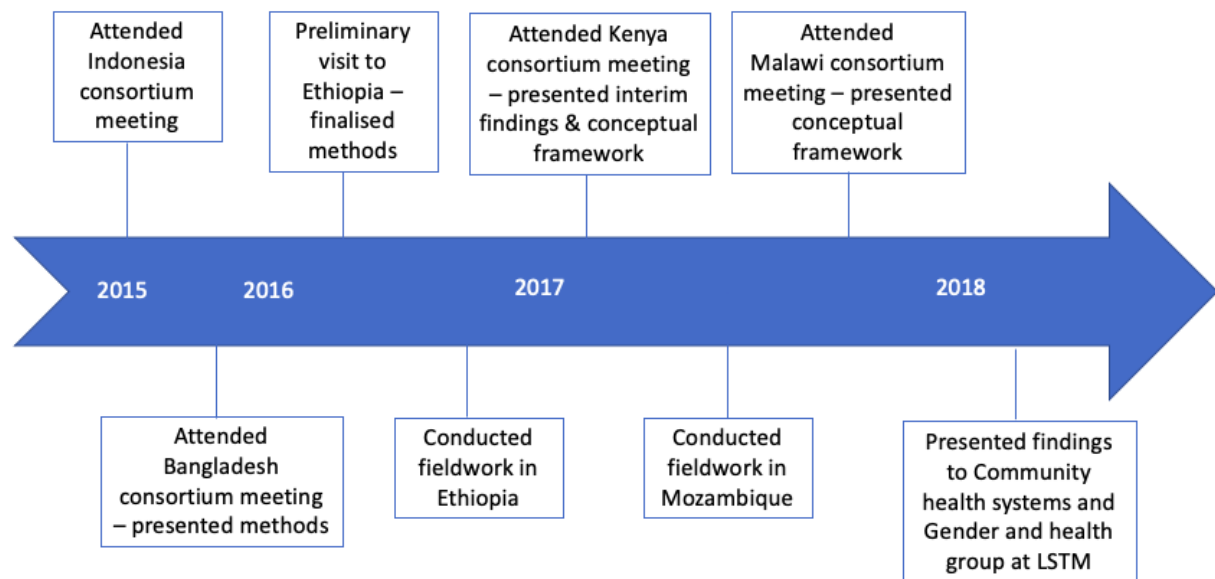 Attended
Indonesia
consortium
meeting
Preliminary
visit to
Ethiopia –
finalised
methods
Attended Kenya
consortium meeting
– presented interim
findings & conceptual
framework
Attended
Malawi consortium
meeting – presented
conceptual
framework
2015
2016
2017
2018
Attended
Bangladesh
consortium meeting
– presented methods
Conducted
fieldwork in
Ethiopia
Conducted
fieldwork in
Mozambique
Presented findings
to Community
health systems and
Gender and health
group at LSTM